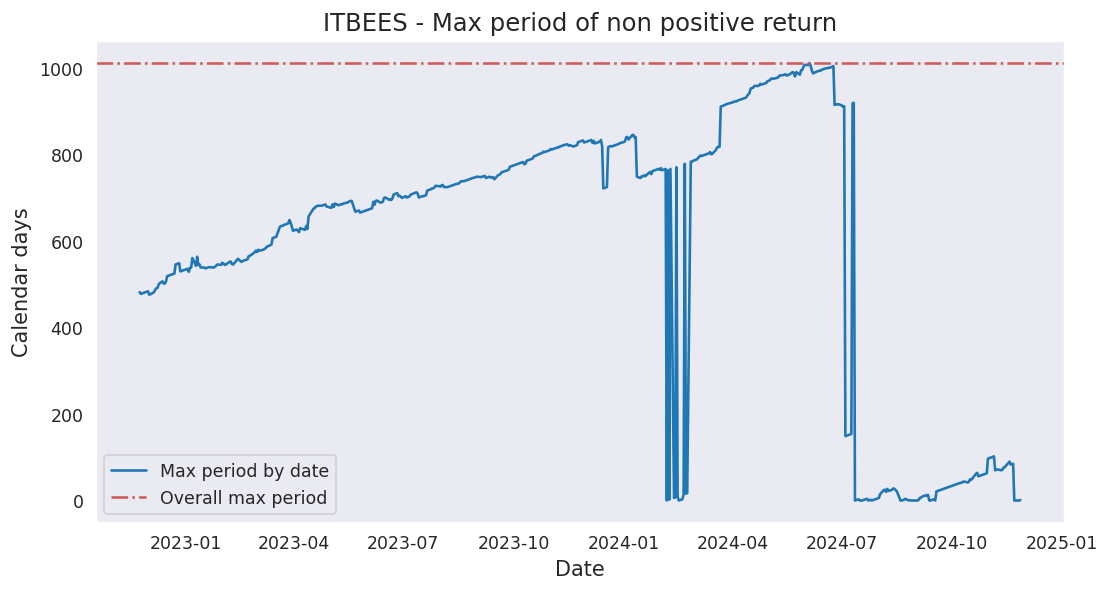 ITBEES - Max period of non positive return
Calendar days
1000
800
600
400
200
0
Max period by date
Overall max period
2023-01 2023-04 2023-07 2023-10 2024-01 2024-04 2024-07 2024-10 2025-01
Date